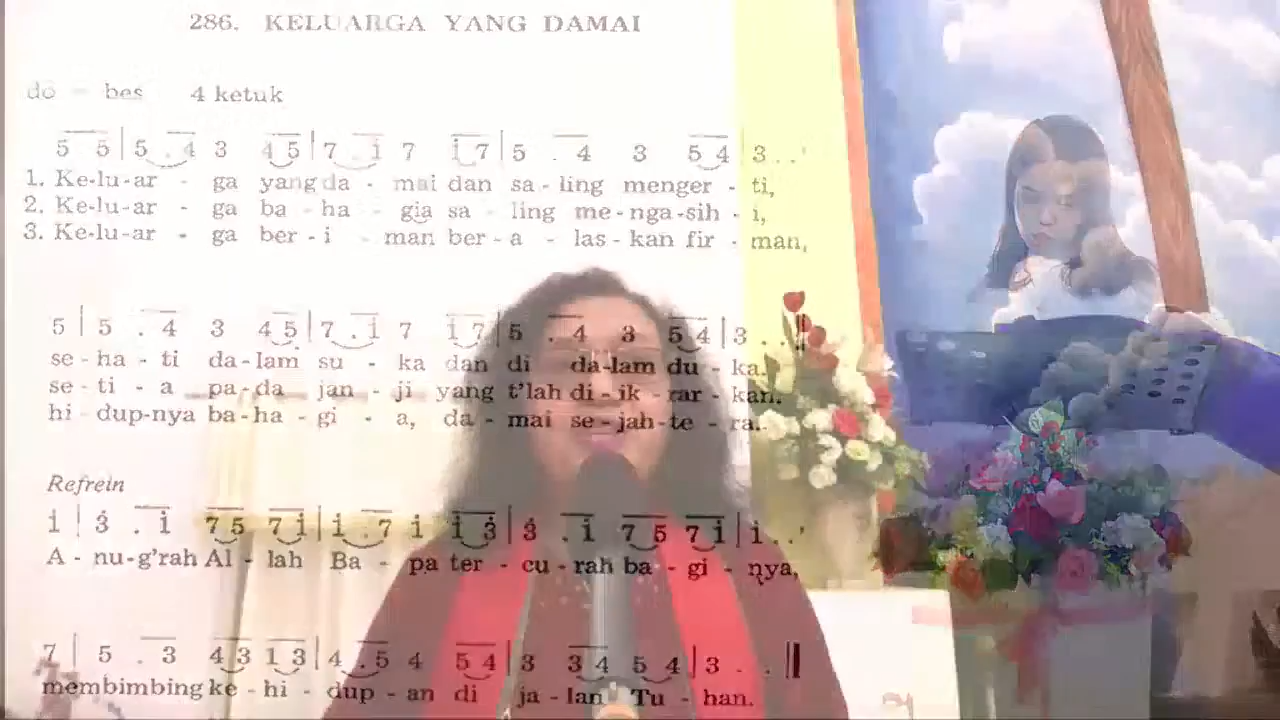 286. KELUARGA YANG DAMAI
do = bes 4 ketuk
5 5 | 5 . 4 3 4 5 | 7 . i 7 i 7 | 5 . 4 3 5 4 | 3 . . '
1. Ke-lu-ar - ga yang da - mai dan sa - ling menger - ti,
2. Ke-lu-ar - ga ba - ha - gia sa - ling me - nga-sih - i,
3. Ke-lu-ar - ga ber - i - man ber - a - las - kan fir - man,
5 | 5 . 4 3 4 5 | 7 . i 7 i 7 | 5 . 4 3 5 4 | 3 . . ||
se - ha - ti da - lam su - ka dan di da-lam du - ka.
se - ti - a pa - da jan - ji yang t'lah di - ik - rar - kan.
hi - dup-nya ba-ha - gi - a, da - mai se - jah-te - ra.
Refrein
i | 3 . i 7 5 7 i | i . 7 i i 3 | 3 . i 7 5 7 i | i . . '
A - nu-g'rah Al - lah Ba - pa ter - cu - rah ba - gi - nya,
7 | 5 . 3 4 3 1 3 | 4 . 5 4 5 4 | 3 3 4 5 4 | 3 . . ||
membimbing ke - hi - dup - an di ja - lan Tu - han.